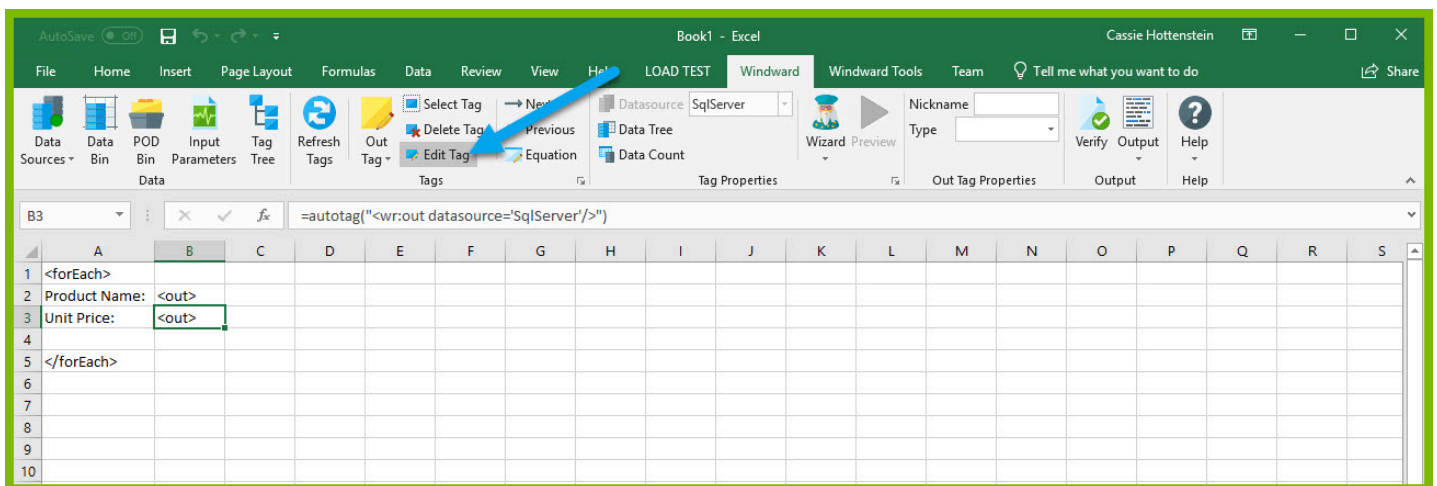 AutoSave Off Book1 - Excel Cassie Hottenstein
File Home Insert Page Layout Formulas Data Review View Help LOAD TEST Windward Windward Tools Team Tell me what you want to do Share
Select Tag Datasource SqlServer Nickname
Delete Tag Previous Data Tree Type
Edit Tag Equation Data Count
Data Sources Data Bin POD Bin Input Parameters Tag Tree Refresh Tags Out Tag Wizard Preview Verify Output Help
Data Tags Tag Properties Out Tag Properties Output Help
B3 fx =autotag("<wr:out datasource='SqlServer'/>")
A B C D E F G H I J K L M N O P Q R S
1 <forEach>
2 Product Name: <out>
3 Unit Price: <out>
4
5 </forEach>
6
7
8
9
10